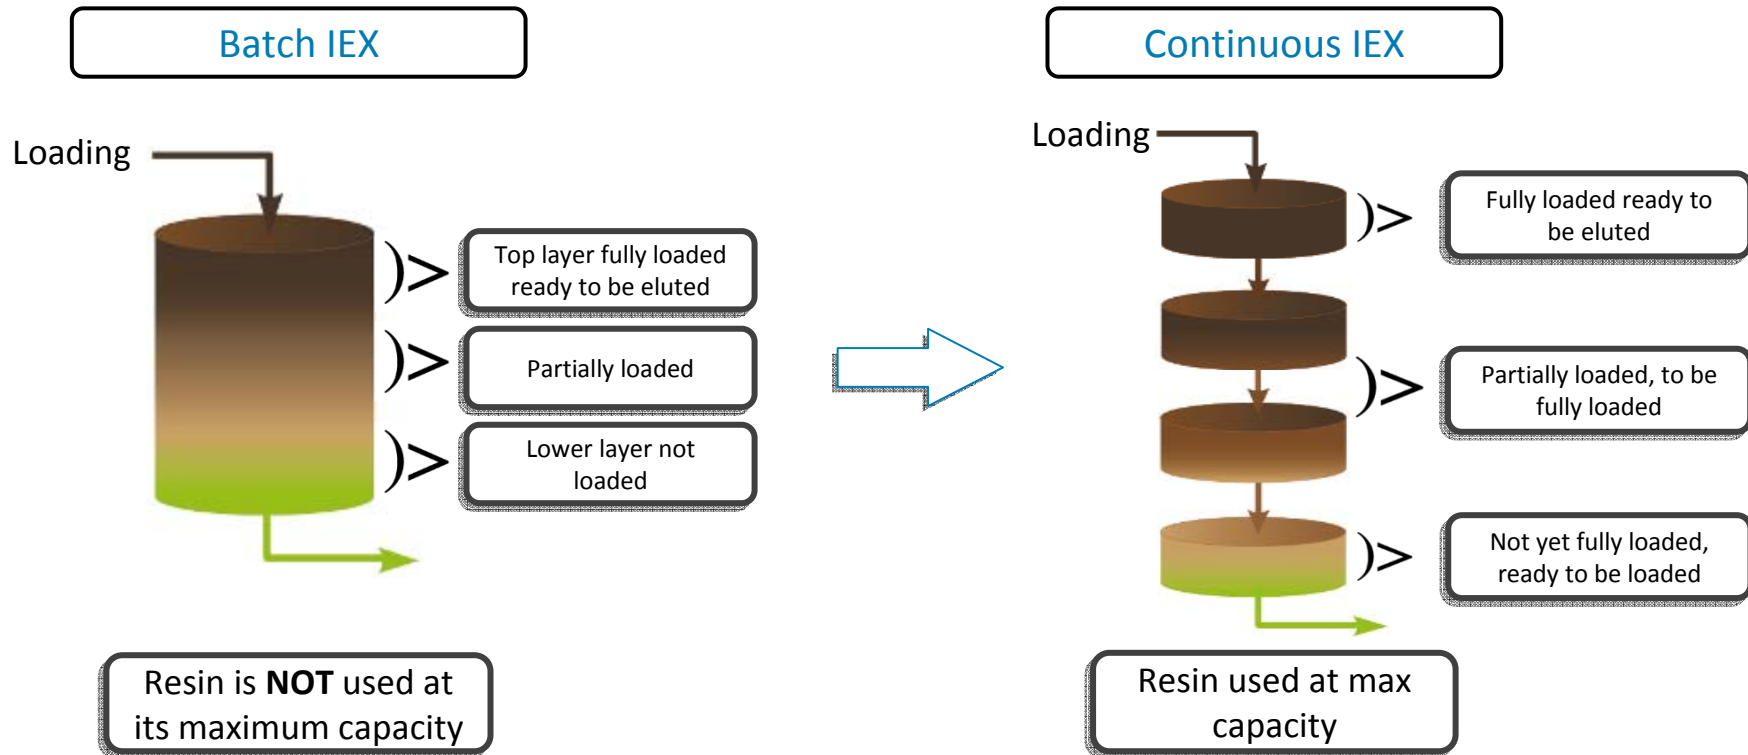 Batch IEX
Loading
Top layer fully loaded
ready to be eluted
Partially loaded
Lower layer not
loaded
Resin is NOT used at
its maximum capacity
Continuous IEX
Loading
Fully loaded ready to
be eluted
Partially loaded, to be
fully loaded
Not yet fully loaded,
ready to be loaded
Resin used at max
capacity